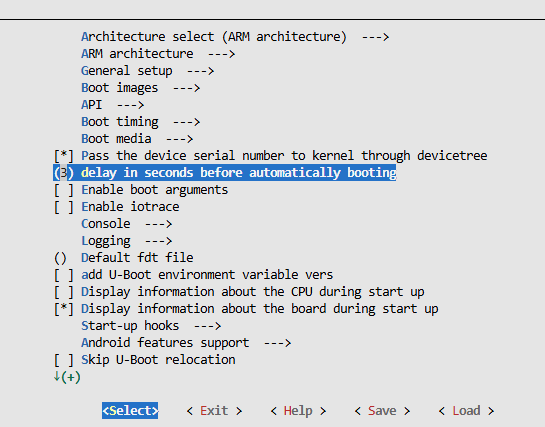 Architecture select (ARM architecture)  --->
ARM architecture  --->
General setup  --->
Boot images  --->
API  --->
Boot timing  --->
Boot media  --->
[*] Pass the device serial number to kernel through devicetree
(3) delay in seconds before automatically booting
[ ] Enable boot arguments
[ ] Enable iotrace
Console  --->
Logging  --->
() Default fdt file
[ ] add U-Boot environment variable vers
[ ] Display information about the CPU during start up
[*] Display information about the board during start up
Start-up hooks  --->
Android features support  --->
[ ] Skip U-Boot relocation
↓(+)
<Select>    < Exit >    < Help >    < Save >    < Load >